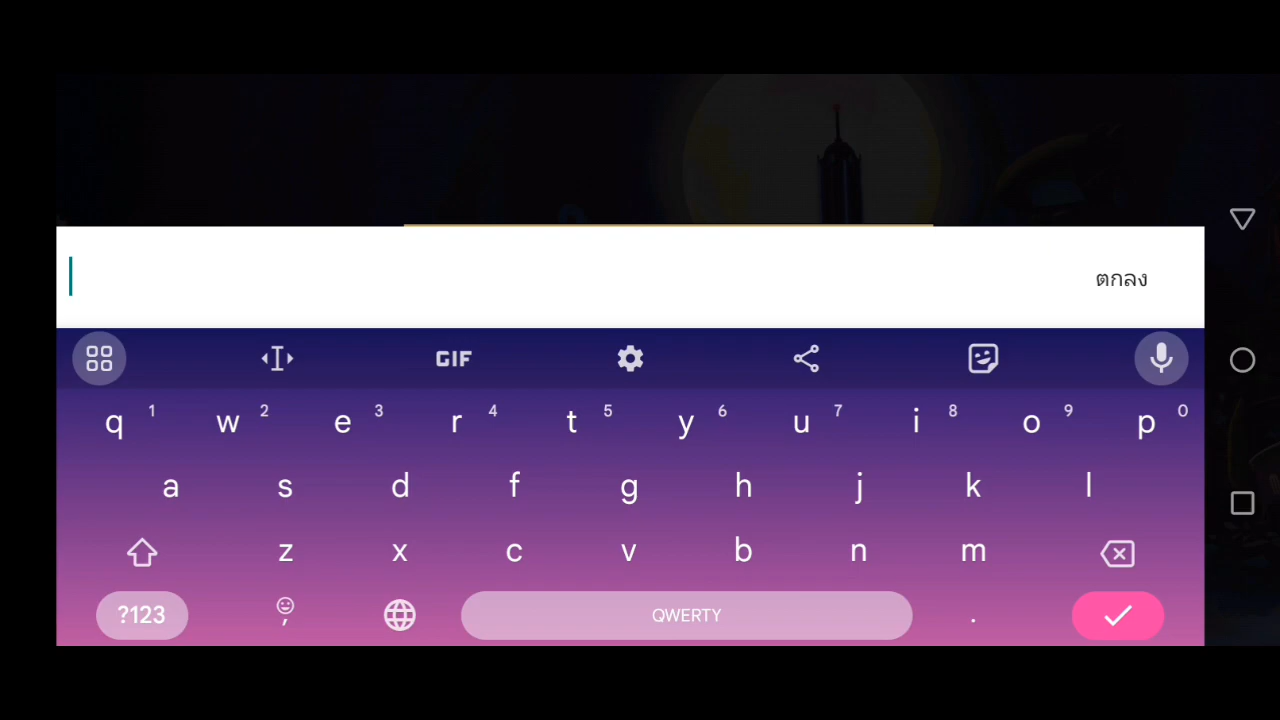 ตกลง
GIF
q 1 w 2 e 3 r 4 t 5 y 6 u 7 i 8 o 9 p 0
a s d f g h j k l
z x c v b n m
?123 , QWERTY .